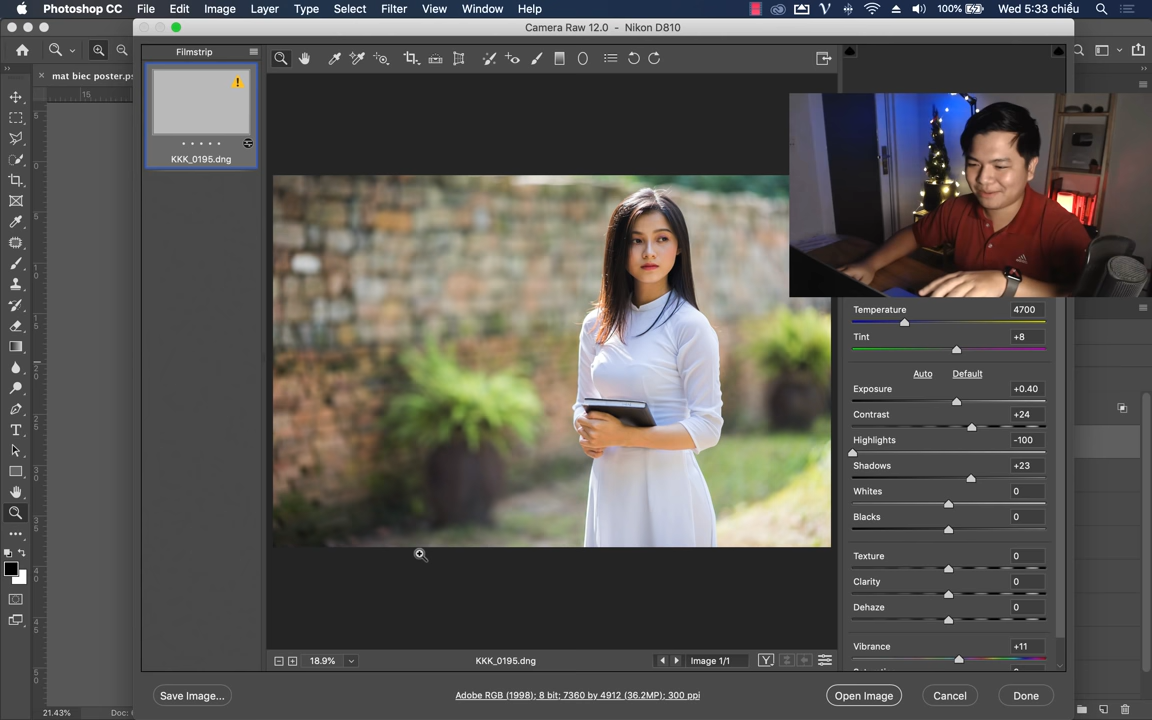 Photoshop CC File Edit Image Layer Type Select Filter View Window Help 100% Wed 5:33 chiều
Camera Raw 12.0 - Nikon D810
Filmstrip
mat biec poster.ps
15
KKK_0195.dng
Temperature 4700
Tint +8
Auto Default
Exposure +0.40
Contrast +24
Highlights -100
Shadows +23
Whites 0
Blacks 0
Texture 0
Clarity 0
Dehaze 0
Vibrance +11
18.9% KKK_0195.dng Image 1/1 Y
Save Image... Adobe RGB (1998); 8 bit; 7360 by 4912 (36.2MP); 300 ppi Open Image Cancel Done
21.43% Doc: